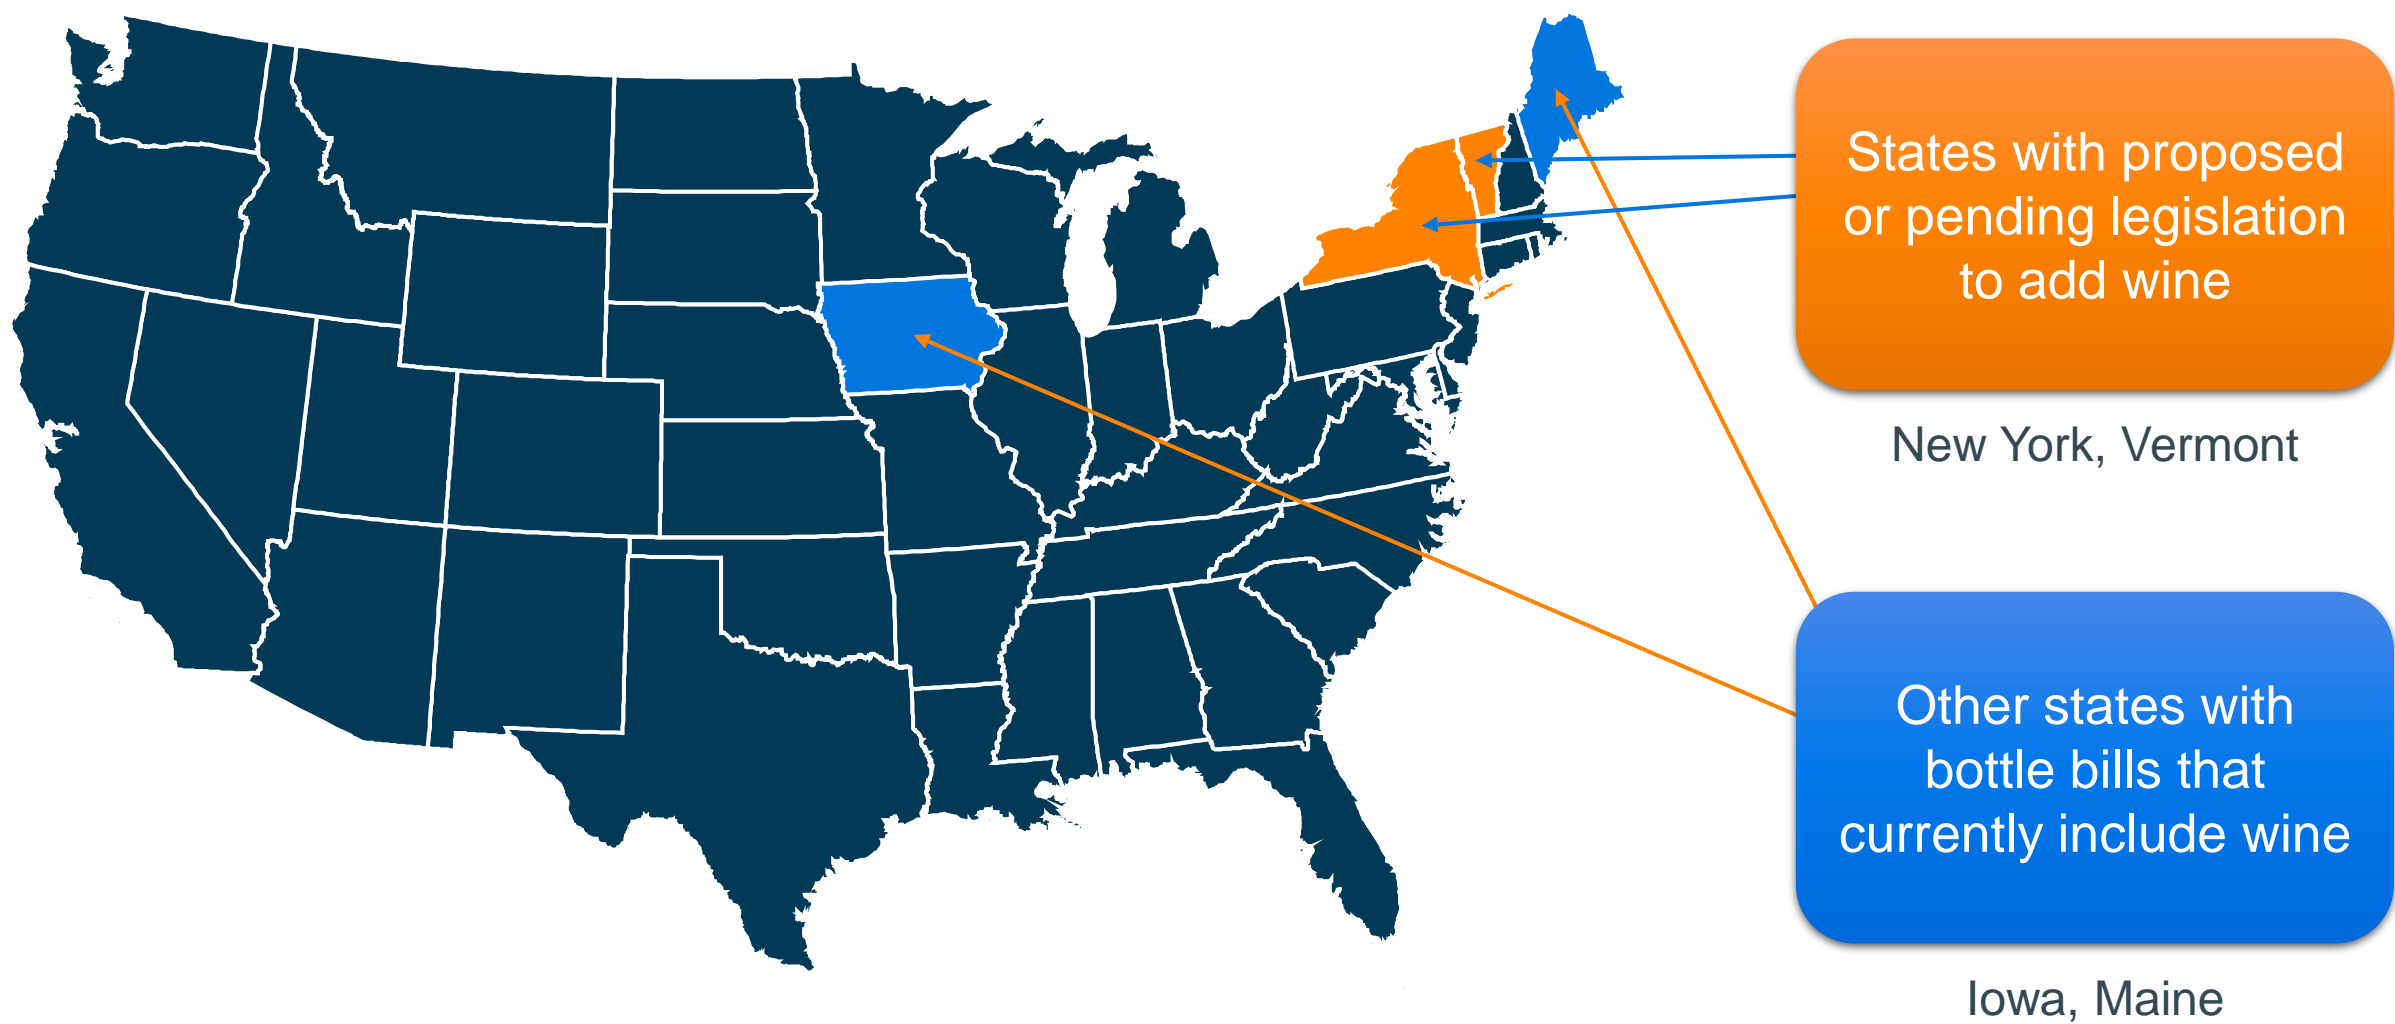 States with proposed
or pending legislation
to add wine
New York, Vermont
Other states with
bottle bills that
currently include wine
Iowa, Maine